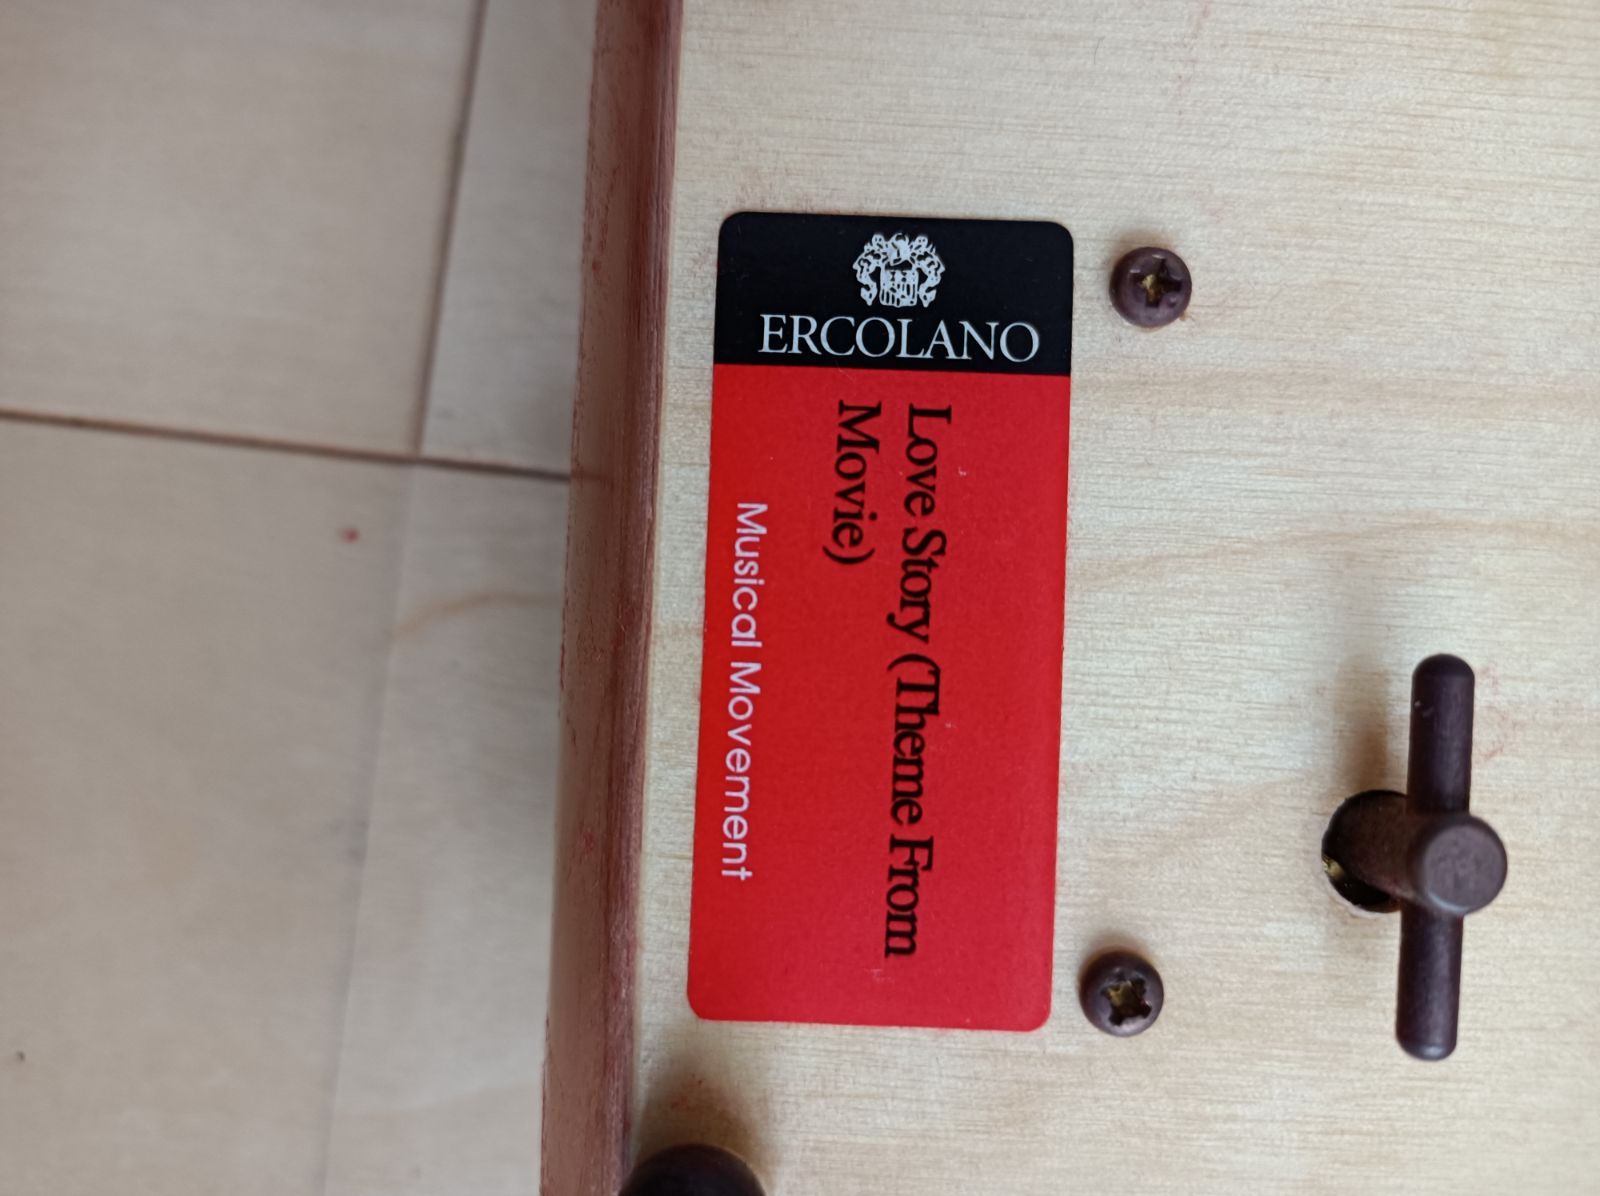 ERCOLANO
Love Story (Theme From
Movie)
Musical Movement